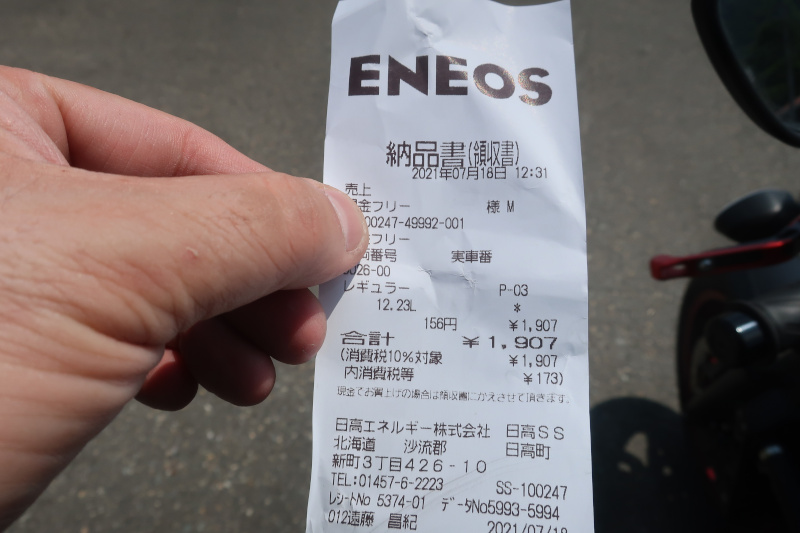 ENEOS
納品書(領収書)
2021年07月18日 12:31
売上
金フリー 様 M
00247-49992-001
フリー
番号 実車番
0026-00
レギュラー P-03
12.23L *
156円 ¥1,907
合計 ¥1,907
(消費税10%対象 ¥1,907
内消費税等 ¥173)
現金でお買上げの場合は領収書にかえさせて頂きます。
日高エネルギー株式会社 日高SS
北海道 沙流郡 日高町
新町3丁目426-10
TEL:01457-6-2223 SS-100247
レシートNo 5374-01 データNo5993-5994
012遠藤 昌紀 2021/07/18